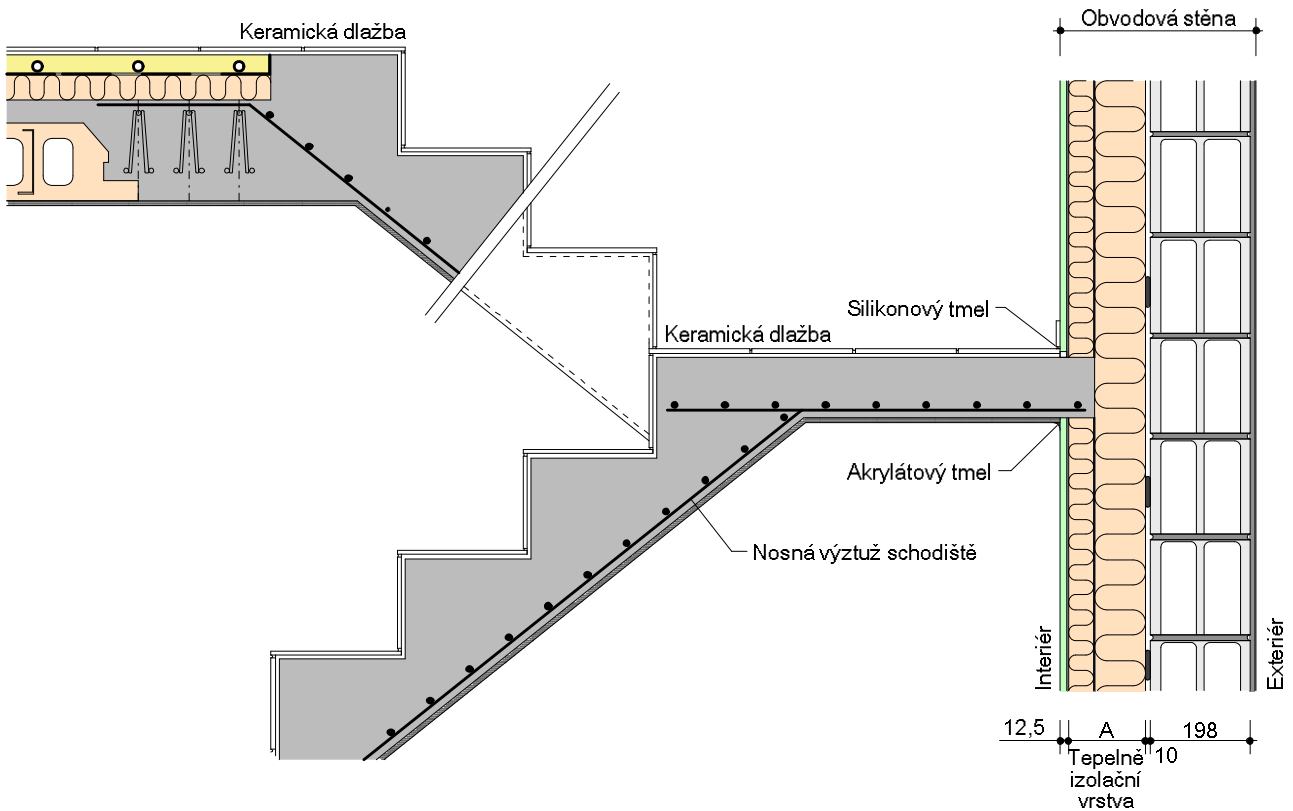 Obvodová stěna
Keramická dlažba
Silikonový tmel
Keramická dlažba
Akrylátový tmel
Nosná výztuž schodiště
Interiér
Exteriér
12,5
A
198
10
Tepelně
izolační
vrstva